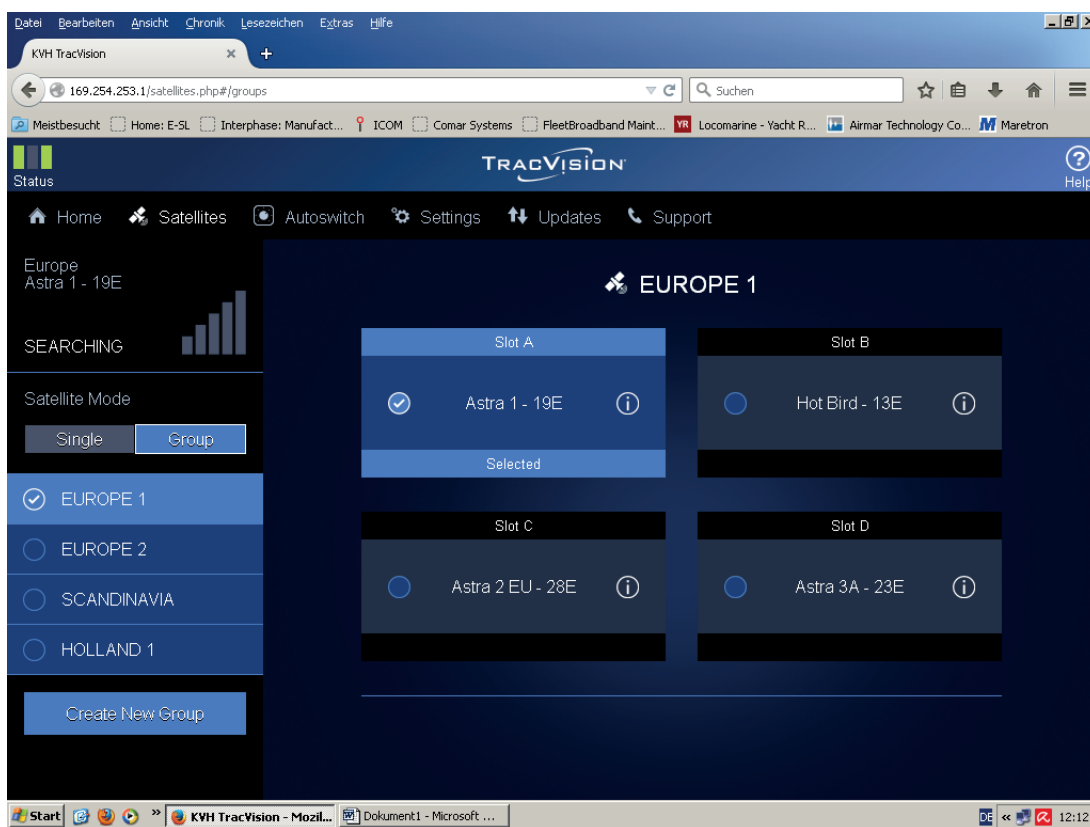 Datei Bearbeiten Ansicht Chronik Lesezeichen Extras Hilfe
KVH TracVision
169.254.253.1/satellites.php#/groups
Suchen
Meistbesucht Home: E-SL Interphase: Manufact... ICOM Comar Systems FleetBroadband Maint... YR Locomarine - Yacht R... Airmar Technology Co... M Maretron
Status
TRACVISION
Help
Home Satellites Autoswitch Settings Updates Support
Europe
Astra 1 - 19E
SEARCHING
Satellite Mode
Single Group
EUROPE 1
EUROPE 2
SCANDINAVIA
HOLLAND 1
Create New Group
EUROPE 1
Slot A
Astra 1 - 19E
Selected
Slot B
Hot Bird - 13E
Slot C
Astra 2 EU - 28E
Slot D
Astra 3A - 23E
Start » KVH TracVision - Mozil... Dokument1 - Microsoft ... DE « 12:12